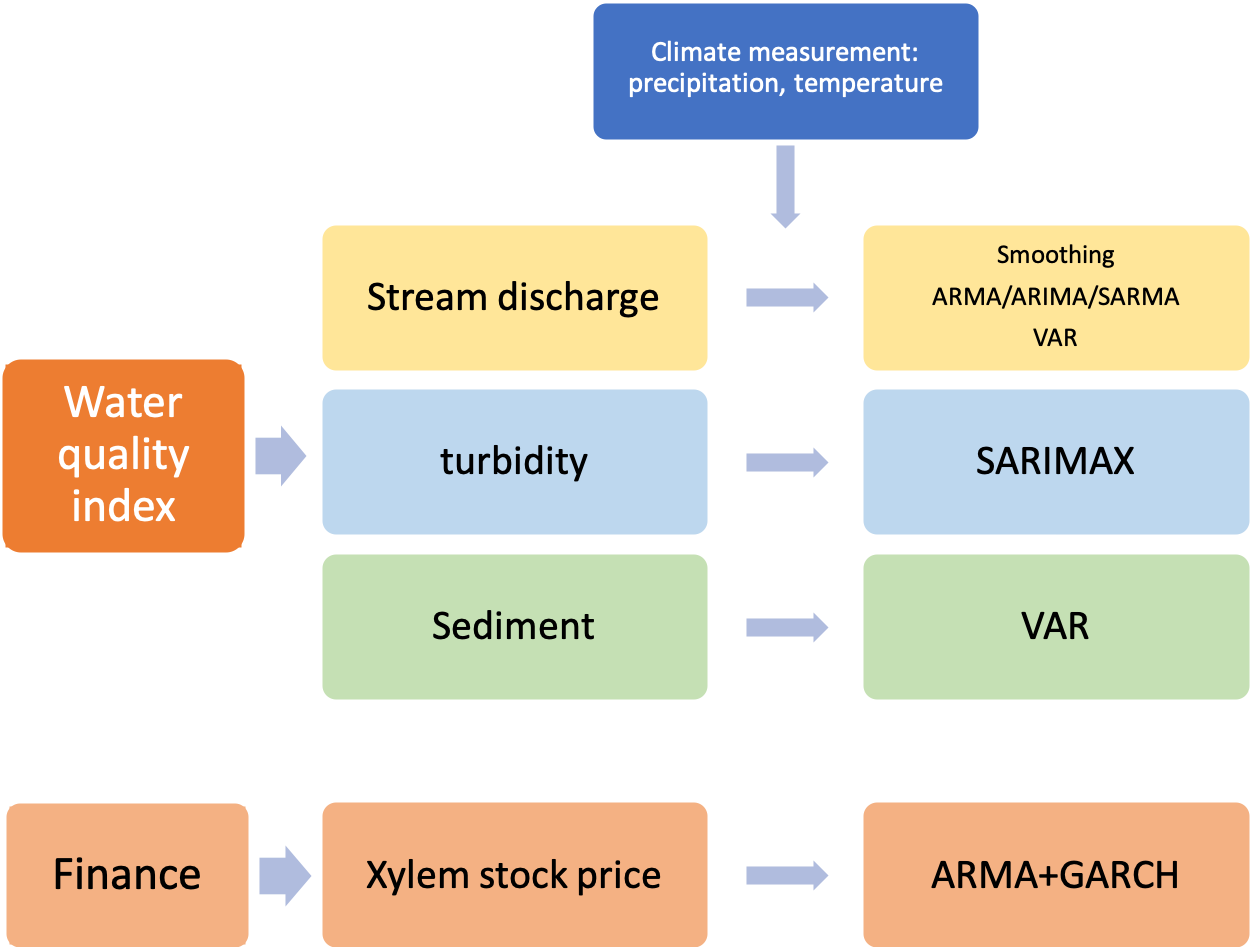 Climate measurement:
precipitation, temperature
Stream discharge
Smoothing
ARMA/ARIMA/SARMA
VAR
Water
quality
index
turbidity
SARIMAX
Sediment
VAR
Finance
Xylem stock price
ARMA+GARCH